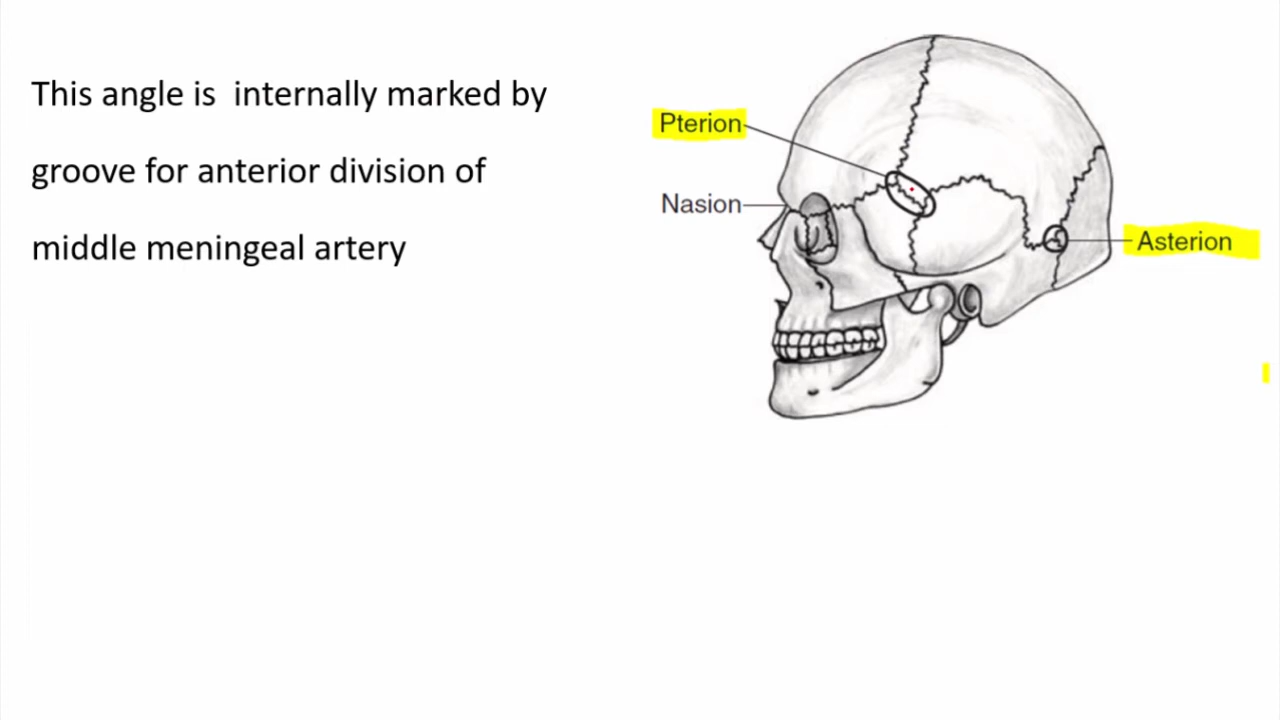 This angle is  internally marked by
groove for anterior division of
middle meningeal artery
Pterion
Nasion
Asterion